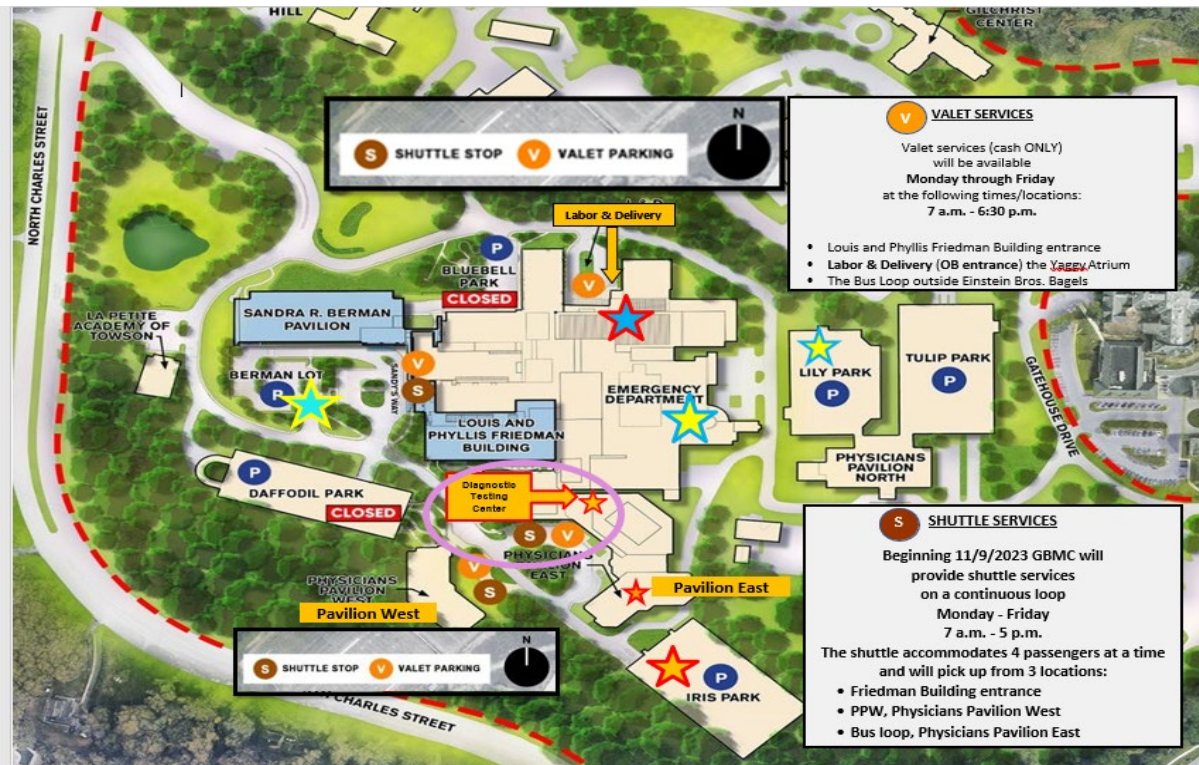 HILL
GILCHRIST
CENTER
NORTH CHARLES STREET
N
S SHUTTLE STOP V VALET PARKING
V VALET SERVICES
Valet services (cash ONLY)
will be available
Monday through Friday
at the following times/locations:
7 a.m. - 6:30 p.m.
• Louis and Phyllis Friedman Building entrance
• Labor & Delivery (OB entrance) the Yaggy Atrium
• The Bus Loop outside Einstein Bros. Bagels
Labor & Delivery
P
BLUEBELL
PARK
CLOSED
V
SANDRA R. BERMAN
PAVILION
LA PETITE
ACADEMY OF
TOWSON
BERMAN LOT
P
SANDY'S WAY
V
S
LOUIS AND
PHYLLIS FRIEDMAN
BUILDING
EMERGENCY
DEPARTMENT
LILY PARK
P
TULIP PARK
P
GATEHOUSE DRIVE
PHYSICIANS
PAVILION
NORTH
P
DAFFODIL PARK
CLOSED
Diagnostic
Testing
Center
S V
PHYSICIANS
EAST
V
S
PHYSICIANS
PAVILION
WEST
Pavilion West
Pavilion East
P
IRIS PARK
N
S SHUTTLE STOP V VALET PARKING
CHARLES STREET
S SHUTTLE SERVICES
Beginning 11/9/2023 GBMC will
provide shuttle services
on a continuous loop
Monday - Friday
7 a.m. - 5 p.m.
The shuttle accommodates 4 passengers at a time
and will pick up from 3 locations:
• Friedman Building entrance
• PPW, Physicians Pavilion West
• Bus loop, Physicians Pavilion East